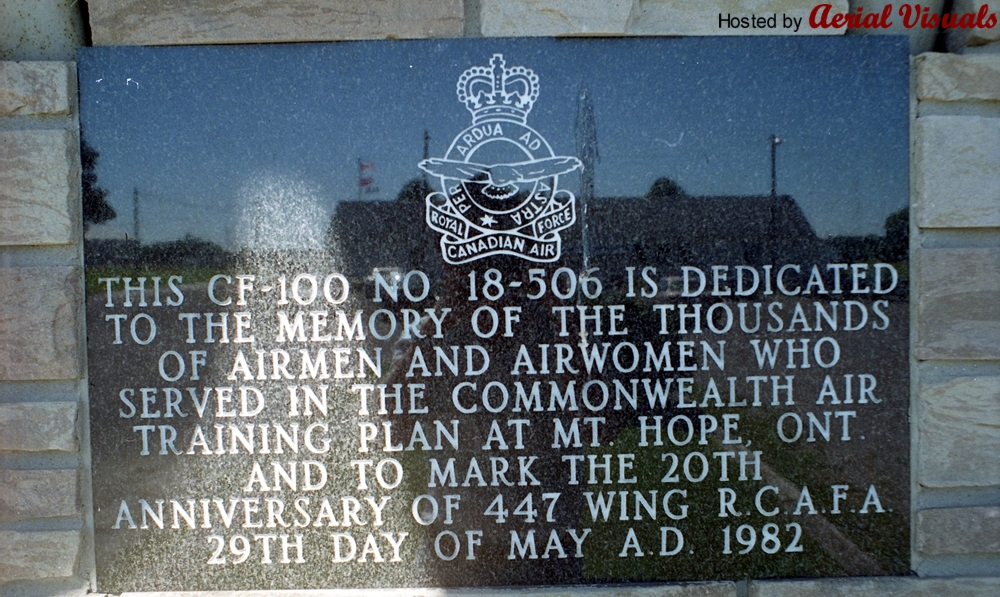 Hosted by Aerial Visuals
PER ARDUA AD ASTRA
ROYAL CANADIAN AIR FORCE
THIS CF-100 NO. 18-506 IS DEDICATED
TO THE MEMORY OF THE THOUSANDS
OF AIRMEN AND AIRWOMEN WHO
SERVED IN THE COMMONWEALTH AIR
TRAINING PLAN AT MT. HOPE, ONT.
AND TO MARK THE 20TH
ANNIVERSARY OF 447 WING R.C.A.F.A.
29TH DAY OF MAY A.D. 1982